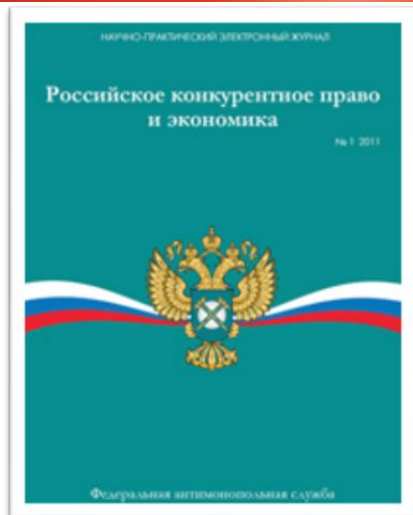 НАУЧНО-ПРАКТИЧЕСКИЙ ЭЛЕКТРОННЫЙ ЖУРНАЛ
Российское конкурентное право
и экономика
№ 1 2011
Федеральная антимонопольная служба